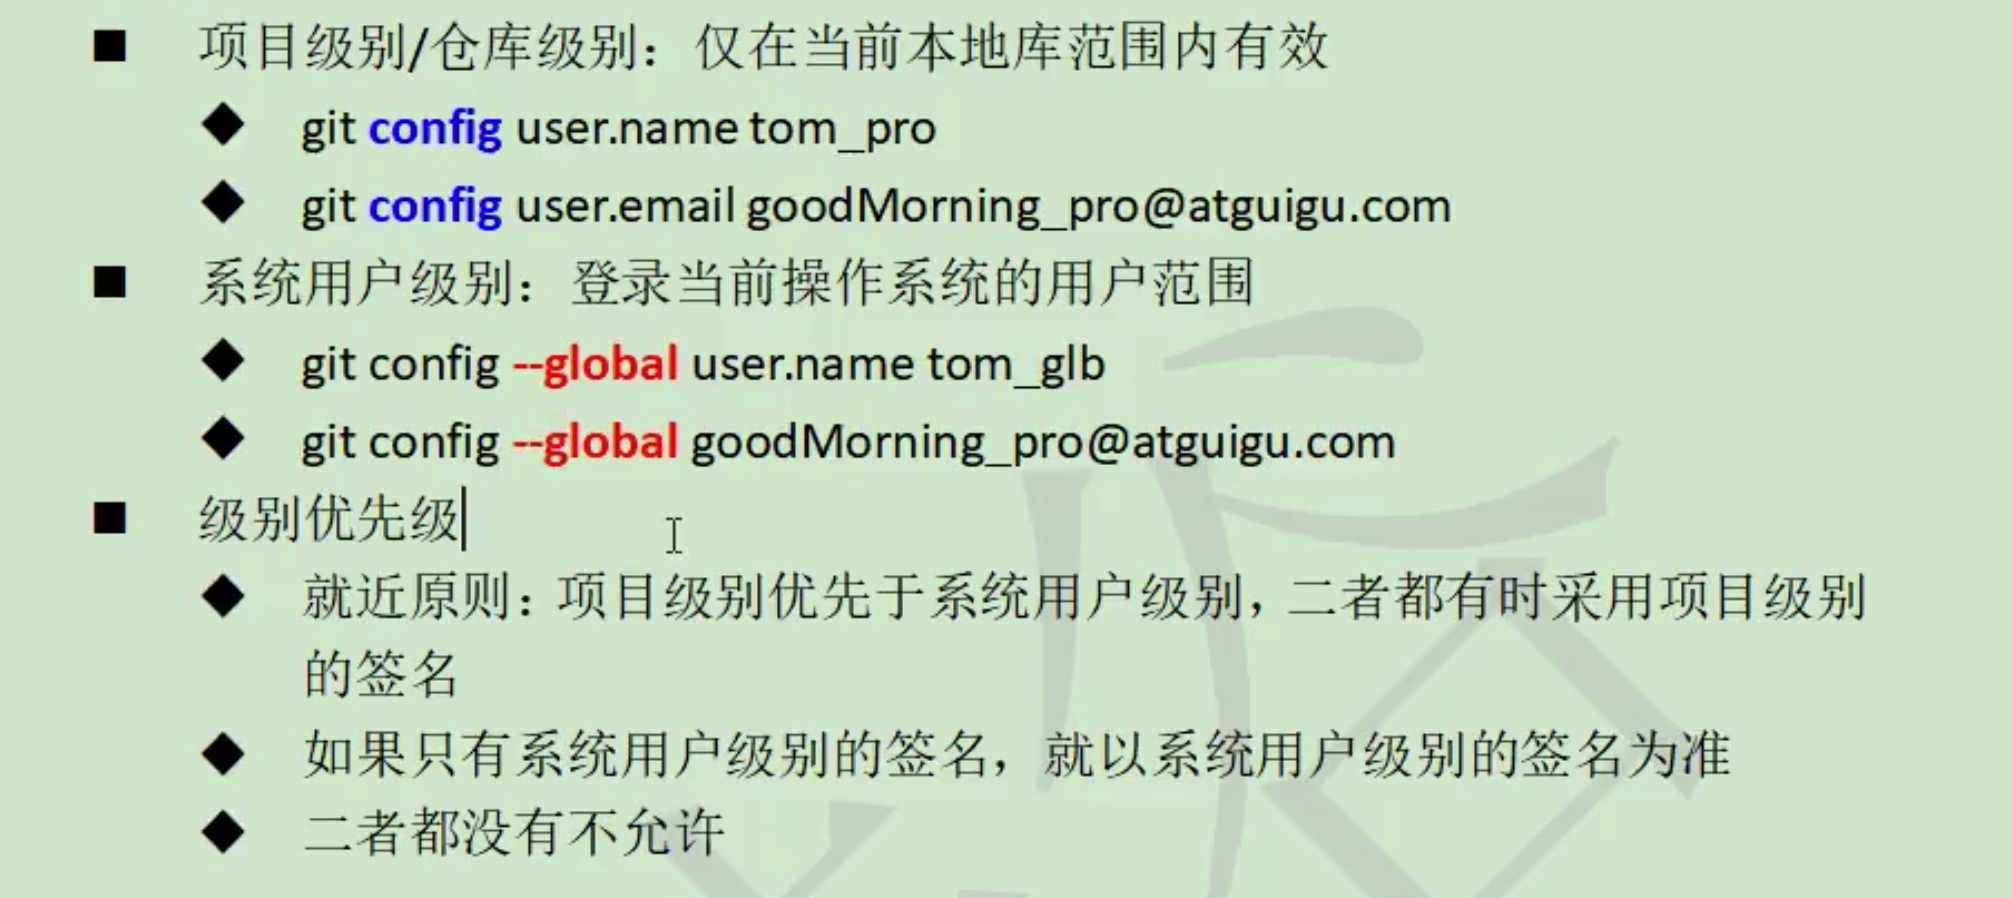 ■ 项目级别/仓库级别：仅在当前本地库范围内有效
◆ git config user.name tom_pro
◆ git config user.email goodMorning_pro@atguigu.com
■ 系统用户级别：登录当前操作系统的用户范围
◆ git config --global user.name tom_glb
◆ git config --global goodMorning_pro@atguigu.com
■ 级别优先级
◆ 就近原则：项目级别优先于系统用户级别，二者都有时采用项目级别
的签名
◆ 如果只有系统用户级别的签名，就以系统用户级别的签名为准
◆ 二者都没有不允许